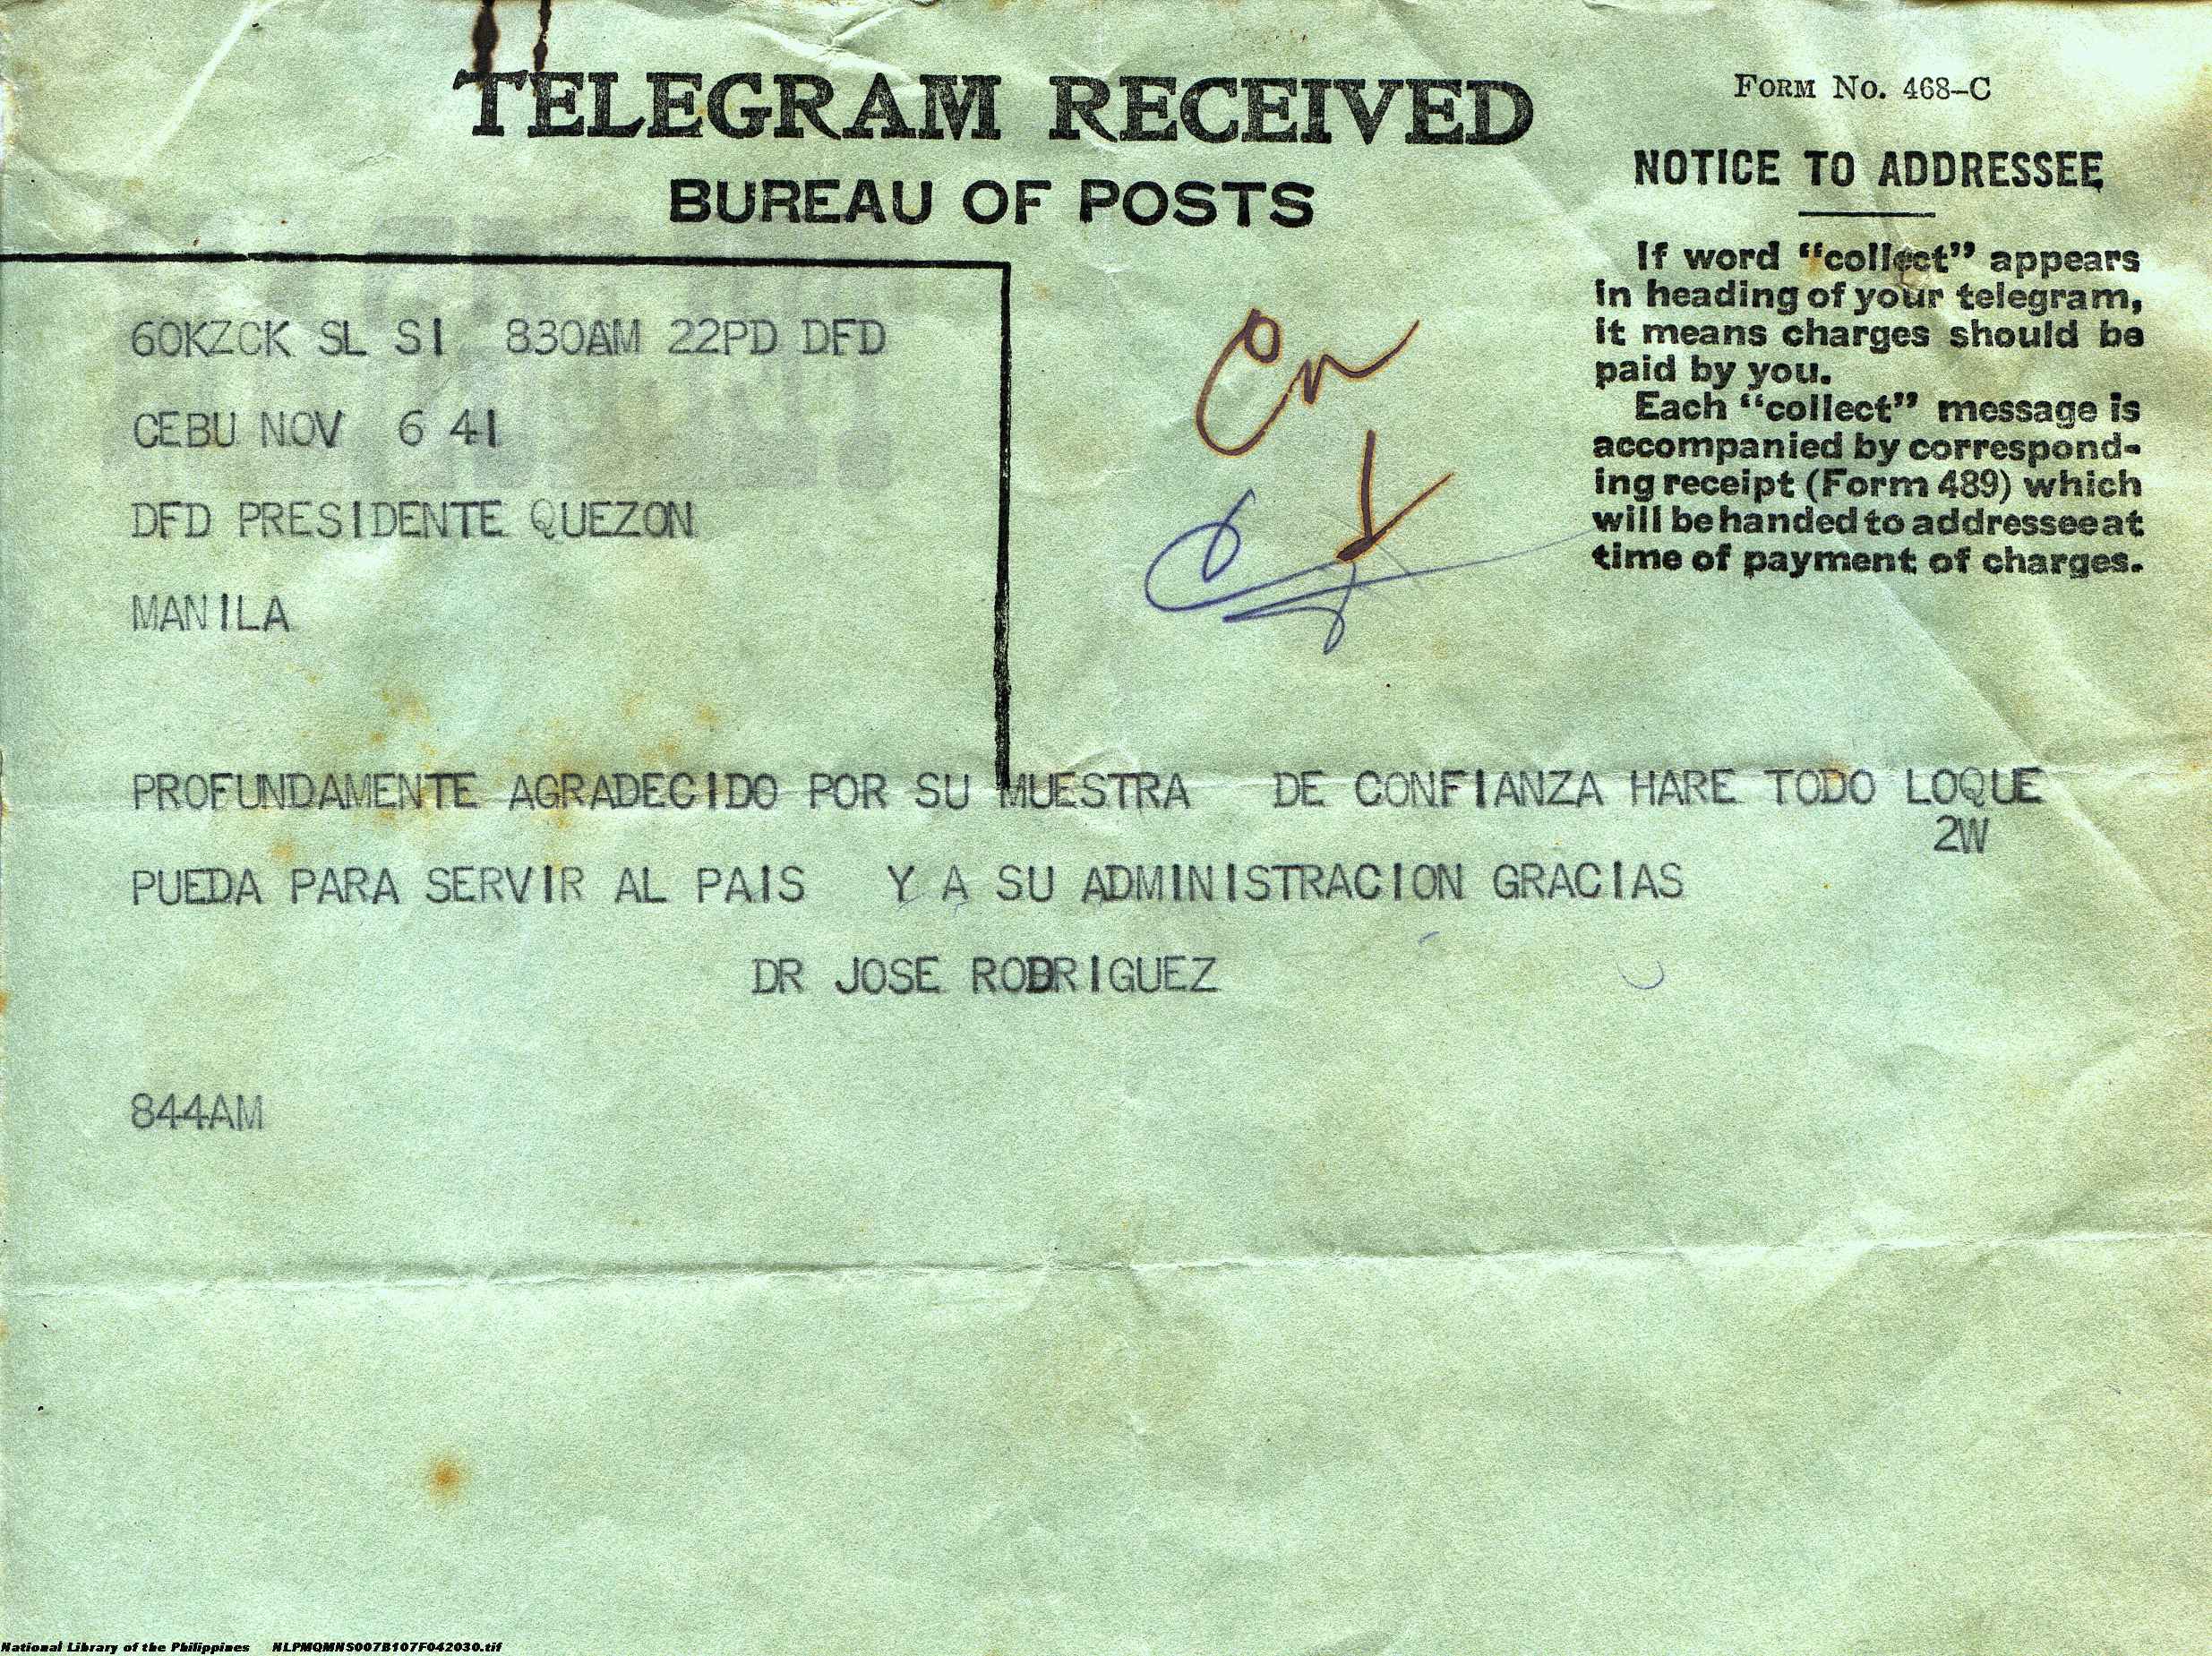 TELEGRAM RECEIVED
BUREAU OF POSTS
FORM No. 468-C
NOTICE TO ADDRESSEE
If word "collect" appears
in heading of your telegram,
it means charges should be
paid by you.
Each "collect" message is
accompanied by correspond-
ing receipt (Form 489) which
will be handed to addressee at
time of payment of charges.
60KZCK SL SI 830AM 22PD DFD
CEBU NOV 6 41
DFD PRESIDENTE QUEZON
MANILA
PROFUNDAMENTE AGRADECIDO POR SU MUESTRA DE CONFIANZA HARE TODO LOQUE
2W
PUEDA PARA SERVIR AL PAIS Y A SU ADMINISTRACION GRACIAS
DR JOSE RODRIGUEZ
844AM
National Library of the Philippines NLPMQMNS007B107F042030.tif